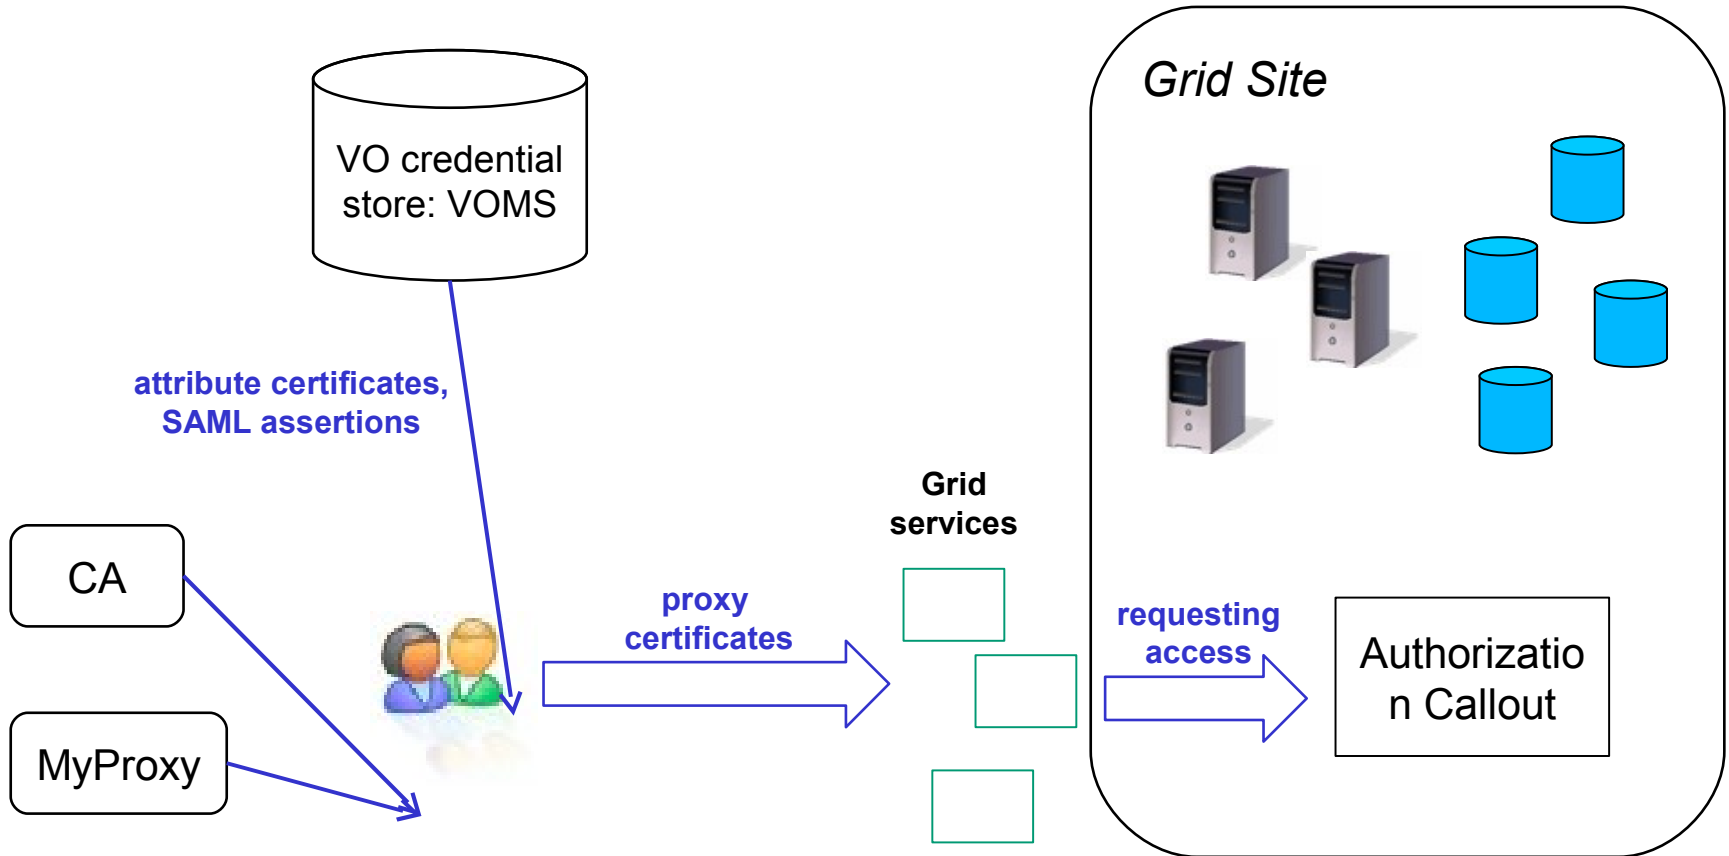 Grid Site
VO credential
store: VOMS
attribute certificates,
SAML assertions
Grid
services
CA
proxy
certificates
requesting
access
Authorizatio
n Callout
MyProxy